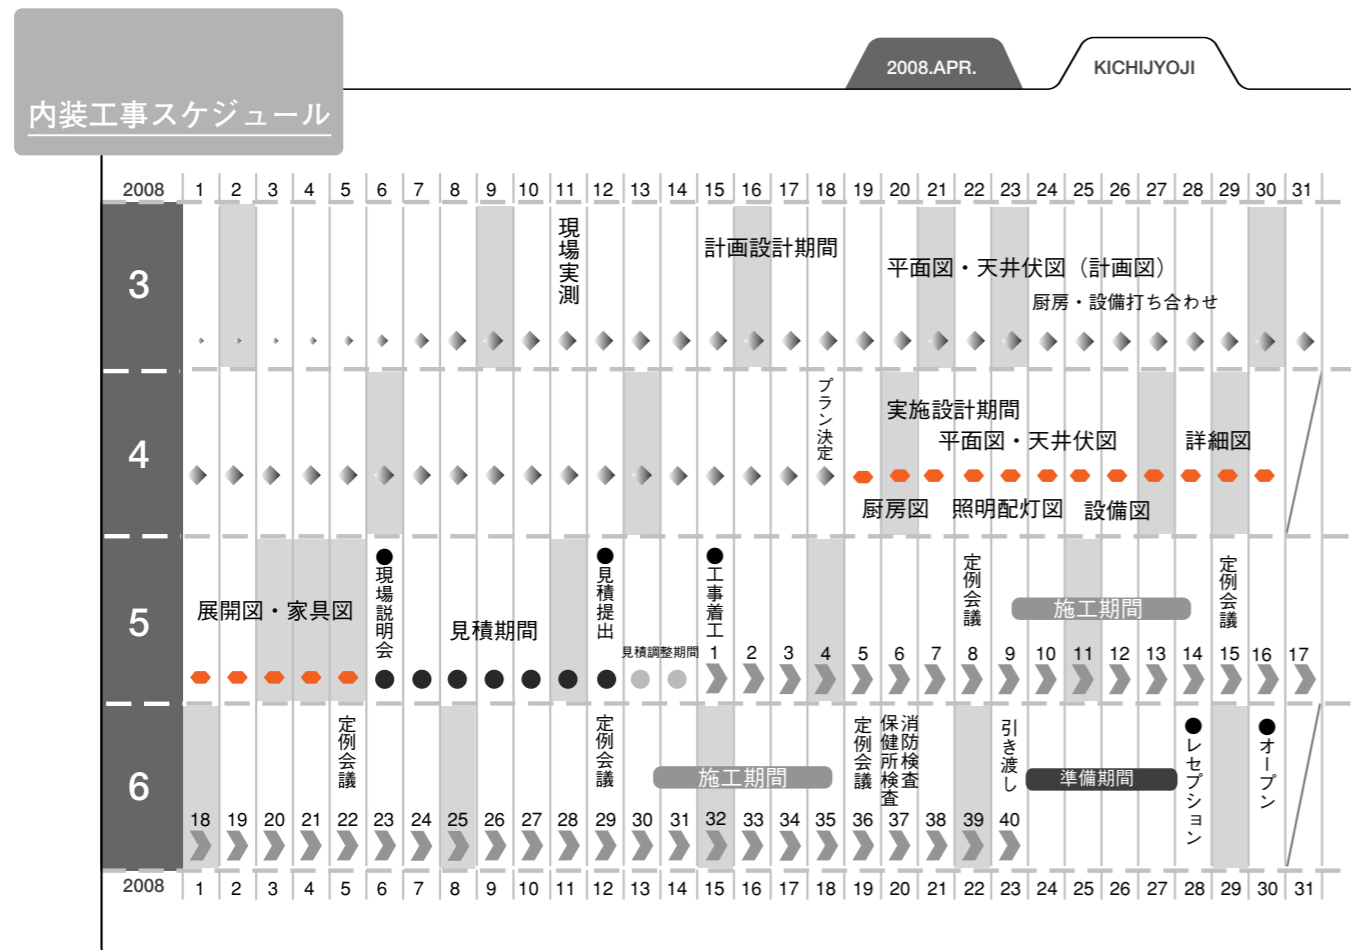 内装工事スケジュール
2008.APR.
KICHIJYOJI
2008 1 2 3 4 5 6 7 8 9 10 11 12 13 14 15 16 17 18 19 20 21 22 23 24 25 26 27 28 29 30 31
3
現場実測
計画設計期間
平面図・天井伏図（計画図）
厨房・設備打ち合わせ
4
プラン決定
実施設計期間
平面図・天井伏図
詳細図
厨房図
照明配灯図
設備図
5
展開図・家具図
現場説明会
見積期間
見積提出
見積調整期間
工事着工
定例会議
施工期間
定例会議
1 2 3 4 5 6 7 8 9 10 11 12 13 14 15 16 17
6
定例会議
定例会議
施工期間
定例会議
消防検査
保健所検査
引き渡し
準備期間
レセプション
オープン
18 19 20 21 22 23 24 25 26 27 28 29 30 31 32 33 34 35 36 37 38 39 40
2008 1 2 3 4 5 6 7 8 9 10 11 12 13 14 15 16 17 18 19 20 21 22 23 24 25 26 27 28 29 30 31